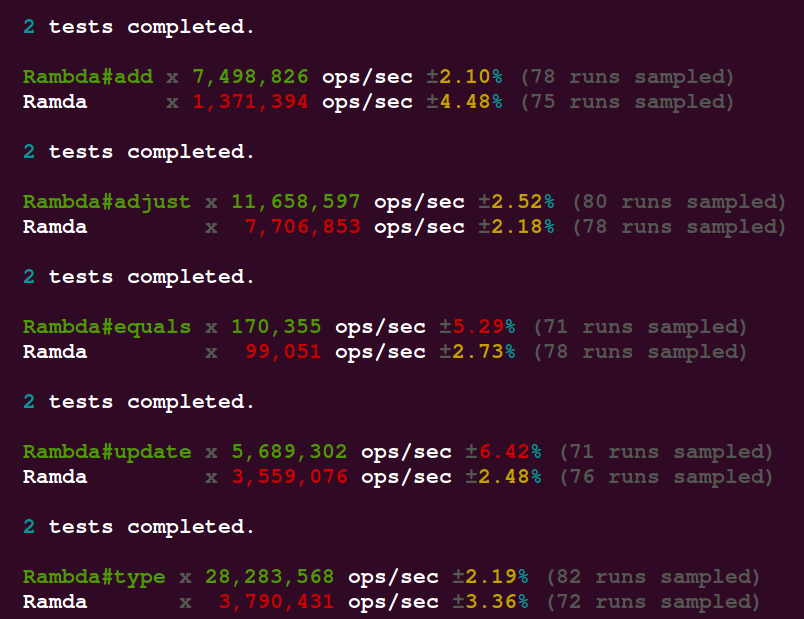 2 tests completed.
Rambda#add x 7,498,826 ops/sec ±2.10% (78 runs sampled)
Ramda      x 1,371,394 ops/sec ±4.48% (75 runs sampled)
2 tests completed.
Rambda#adjust x 11,658,597 ops/sec ±2.52% (80 runs sampled)
Ramda         x  7,706,853 ops/sec ±2.18% (78 runs sampled)
2 tests completed.
Rambda#equals x 170,355 ops/sec ±5.29% (71 runs sampled)
Ramda         x  99,051 ops/sec ±2.73% (78 runs sampled)
2 tests completed.
Rambda#update x 5,689,302 ops/sec ±6.42% (71 runs sampled)
Ramda         x 3,559,076 ops/sec ±2.48% (76 runs sampled)
2 tests completed.
Rambda#type x 28,283,568 ops/sec ±2.19% (82 runs sampled)
Ramda       x  3,790,431 ops/sec ±3.36% (72 runs sampled)